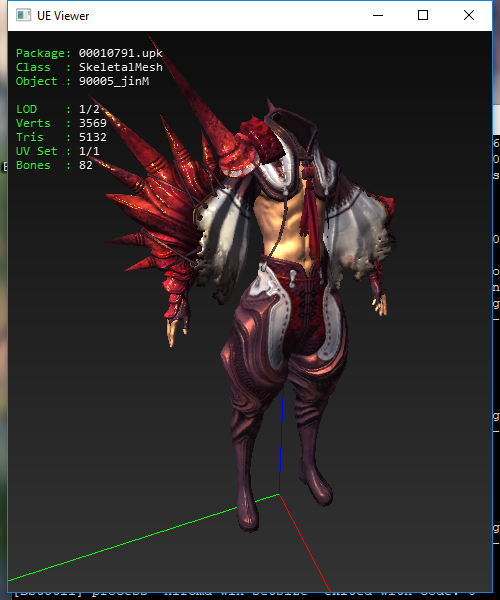 UE Viewer
Package: 00010791.upk
Class : SkeletalMesh
Object : 90005_jinM
LOD : 1/2
Verts : 3569
Tris : 5132
UV Set : 1/1
Bones : 82